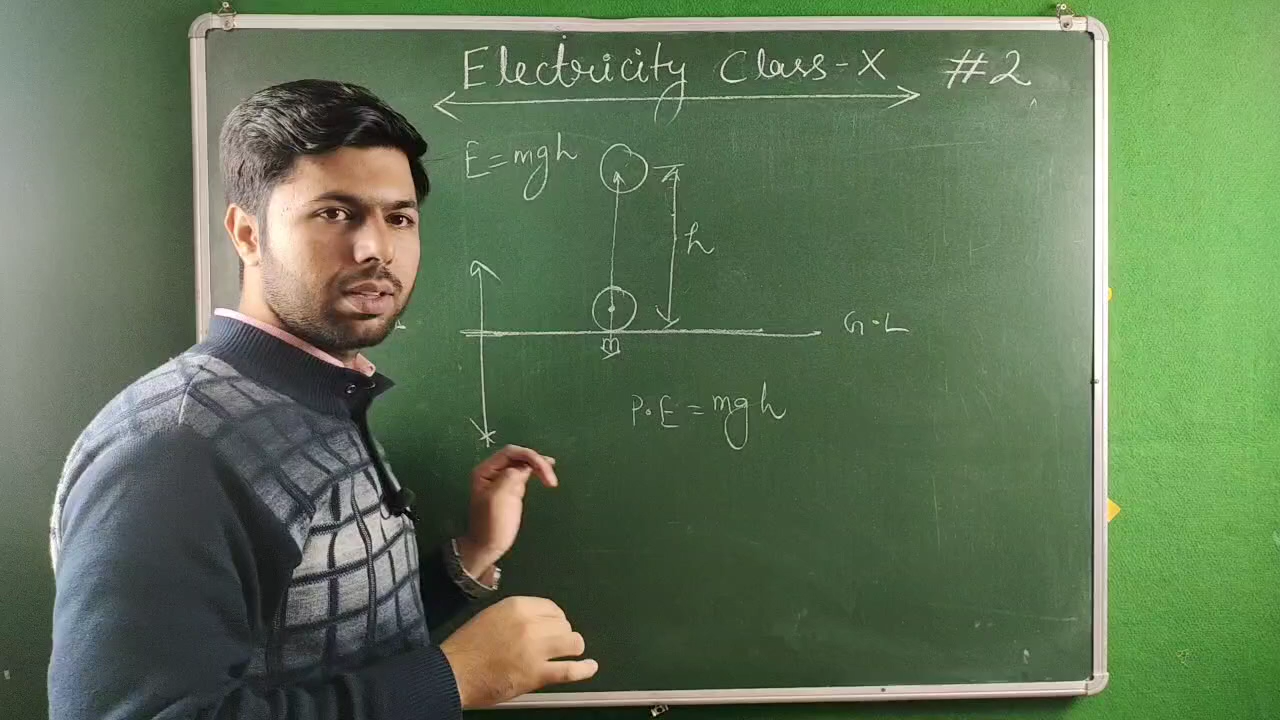 Electricity Class-X #2
E=mgh
h
m
G.L
P.E = mgh